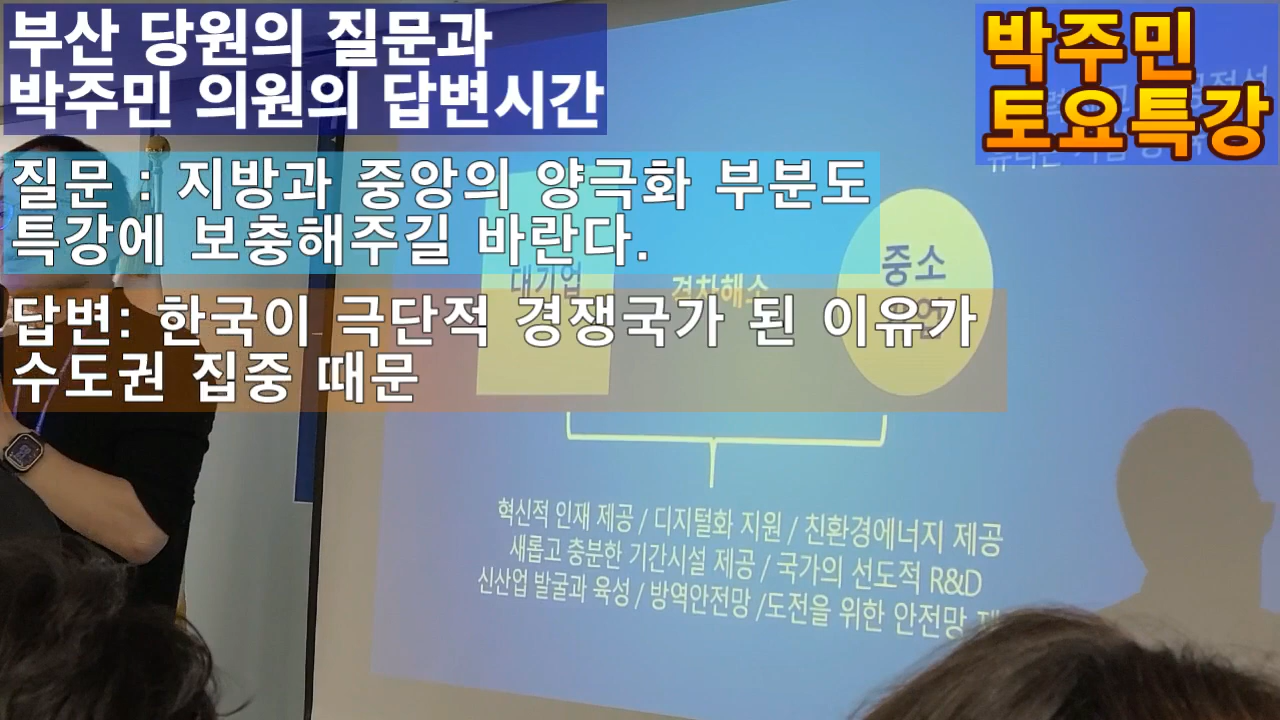 부산 당원의 질문과
박주민 의원의 답변시간
박주민
토요특강
질문 : 지방과 중앙의 양극화 부분도
특강에 보충해주길 바란다.
대기업
격차해소
중소
업
답변: 한국이 극단적 경쟁국가 된 이유가
수도권 집중 때문
혁신적 인재 제공 / 디지털화 지원 / 친환경에너지 제공
새롭고 충분한 기간시설 제공 / 국가의 선도적 R&D
신산업 발굴과 육성 / 방역안전망 /도전을 위한 안전망